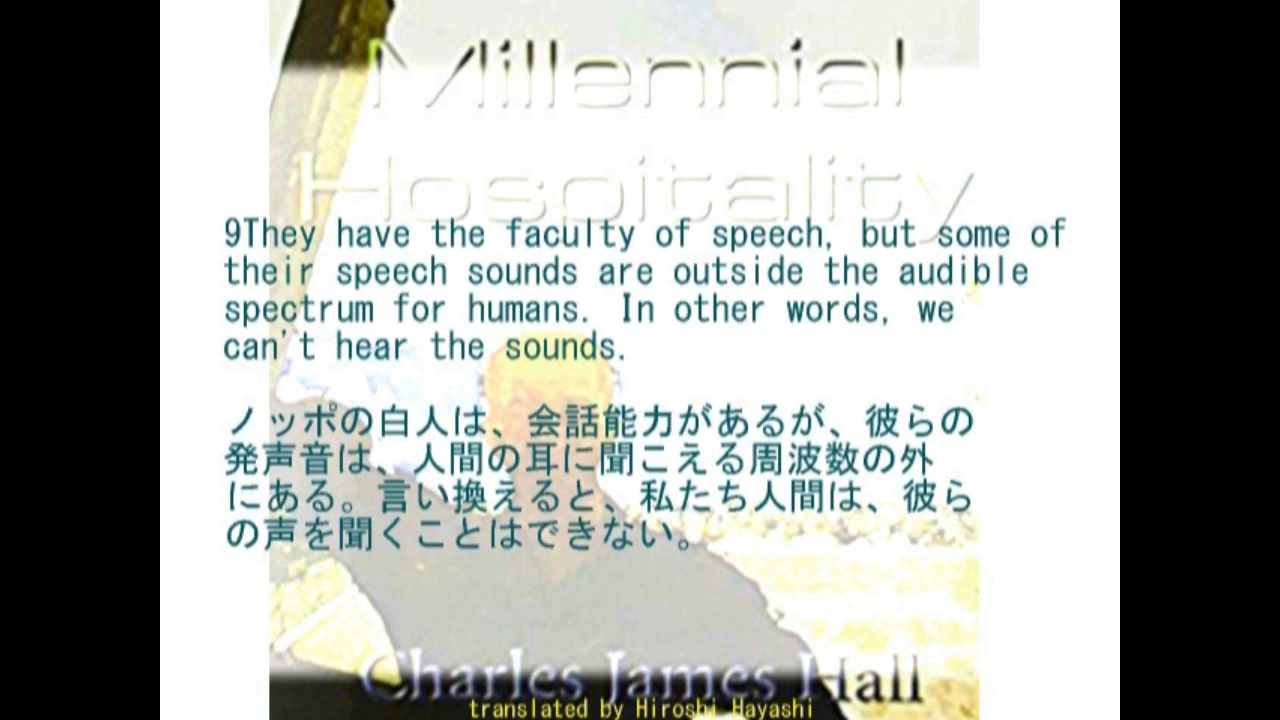 Millennial
Hospitality
9They have the faculty of speech, but some of
their speech sounds are outside the audible
spectrum for humans. In other words, we
can't hear the sounds.
ノッポの白人は、会話能力があるが、彼らの
発声音は、人間の耳に聞こえる周波数の外
にある。言い換えると、私たち人間は、彼ら
の声を聞くことはできない。
Charles James Hall
translated by Hiroshi Hayashi